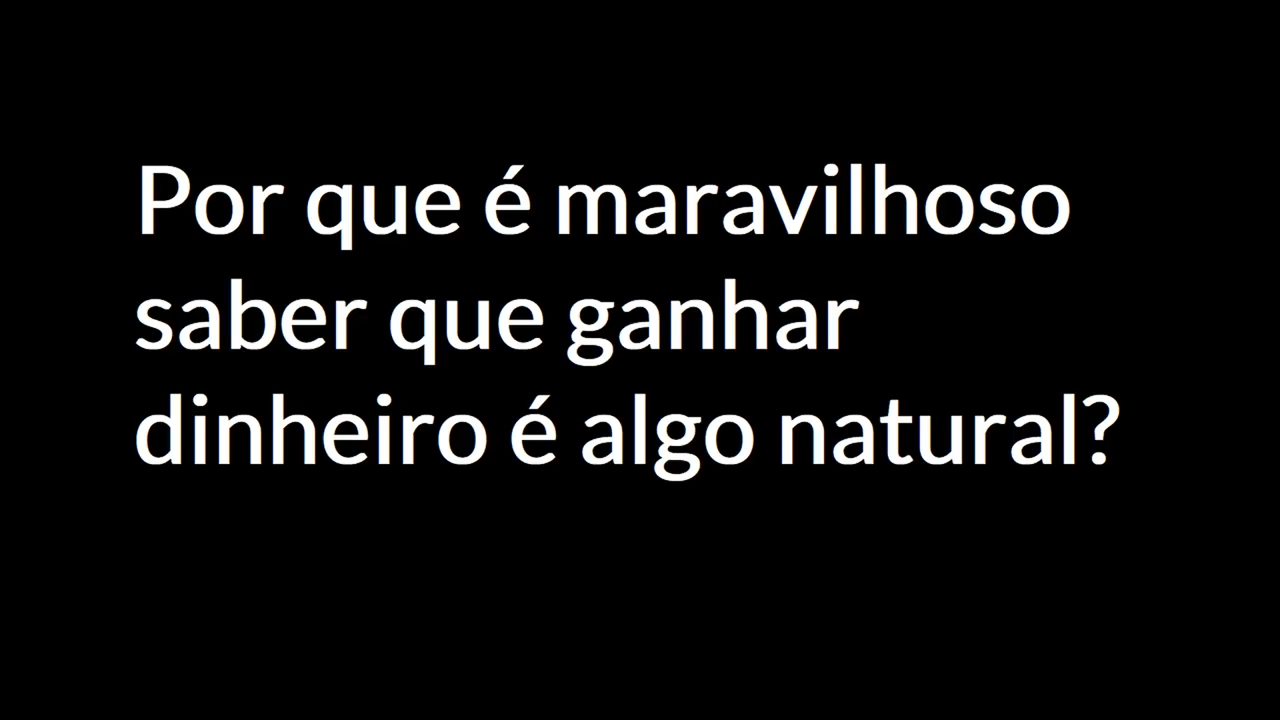 Por que é maravilhoso
saber que ganhar
dinheiro é algo natural?